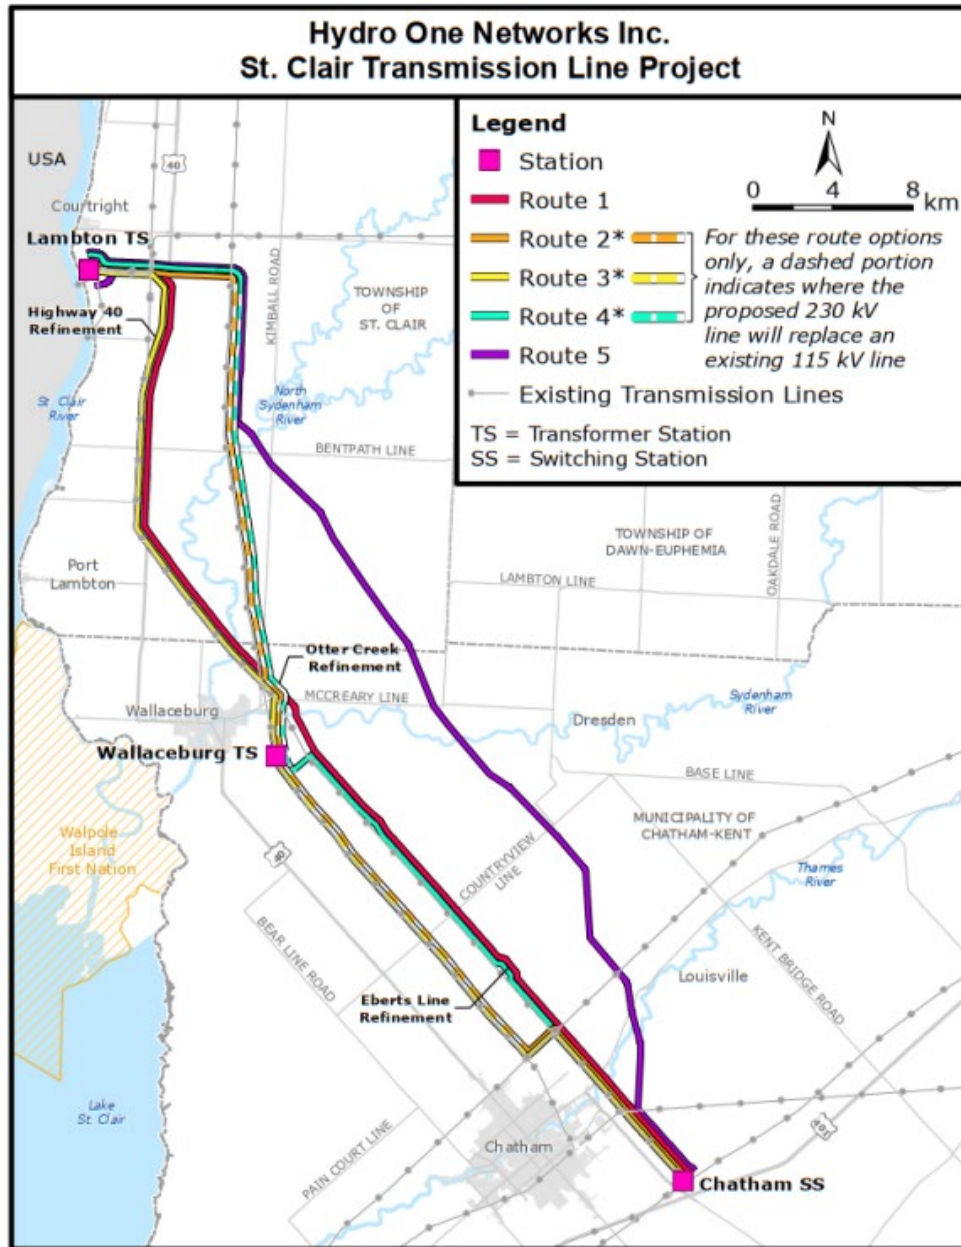 Hydro One Networks Inc.
St. Clair Transmission Line Project
Legend
Station
Route 1
Route 2*
Route 3*
Route 4*
Route 5
For these route options
only, a dashed portion
indicates where the
proposed 230 kV
line will replace an
existing 115 kV line
Existing Transmission Lines
TS = Transformer Station
SS = Switching Station
N
0 4 8 km
USA
40
Courtright
Lambton TS
KIMBALL ROAD
TOWNSHIP
OF
ST. CLAIR
Highway 40
Refinement
St. Clair
River
North
Sydenham
River
BENTPATH LINE
TOWNSHIP OF
DAWN-EUPHEMIA
OAKDALE ROAD
Port
Lambton
LAMBTON LINE
Otter Creek
Refinement
MCCREARY LINE
Wallaceburg
Sydenham
River
Dresden
Wallaceburg TS
BASE LINE
MUNICIPALITY OF
CHATHAM-KENT
Walpole
Island
First Nation
40
COUNTRYVIEW
LINE
Thames
River
BEAR LINE ROAD
KENT BRIDGE ROAD
Louisville
Eberts Line
Refinement
Lake
St. Clair
PAIN COURT LINE
Chatham
401
Chatham SS